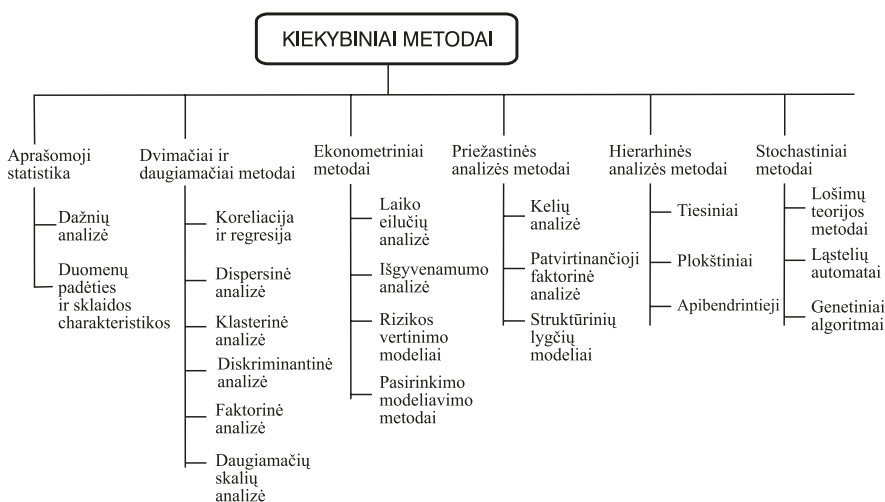 KIEKYBINIAI METODAI
Aprašomoji
statistika
Dažnių
analizė
Duomenų
padėties
ir sklaidos
charakteristikos
Dvimačiai ir
daugiamačiai metodai
Koreliacija
ir regresija
Dispersinė
analizė
Klasterinė
analizė
Diskriminantinė
analizė
Faktorinė
analizė
Daugiamačių
skalių
analizė
Ekonometriniai
metodai
Laiko
eilučių
analizė
Išgyvenamumo
analizė
Rizikos
vertinimo
modeliai
Pasirinkimo
modeliavimo
metodai
Priežastinės
analizės metodai
Kelių
analizė
Patvirtinančioji
faktorinė
analizė
Struktūrinių
lygčių
modeliai
Hierarhinės
analizės metodai
Tiesiniai
Plokštiniai
Apibendrintieji
Stochastiniai
metodai
Lošimų
teorijos
metodai
Ląstelių
automatai
Genetiniai
algoritmai